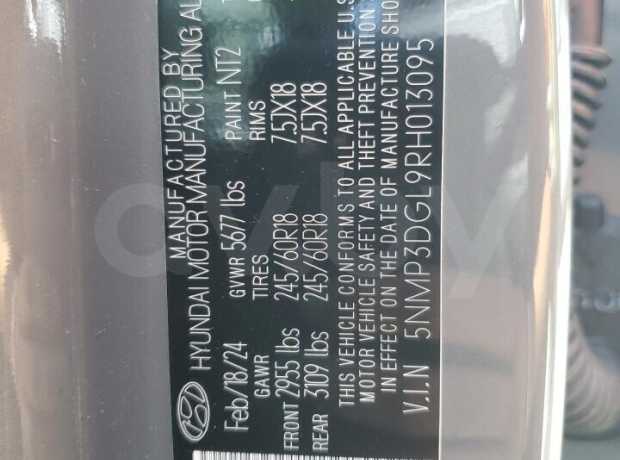 MANUFACTURED BY
HYUNDAI MOTOR MANUFACTURING AL
Feb/18/24 GVWR 5677 lbs PAINT NT2
GAWR TIRES RIMS
FRONT 2955 lbs 245/60R18 7.5JX18
REAR 3109 lbs 245/60R18 7.5JX18
THIS VEHICLE CONFORMS TO ALL APPLICABLE U.S
MOTOR VEHICLE SAFETY AND THEFT PREVENTION
IN EFFECT ON THE DATE OF MANUFACTURE SHO
V.I.N 5NMP3DGL9RH013095
av.by